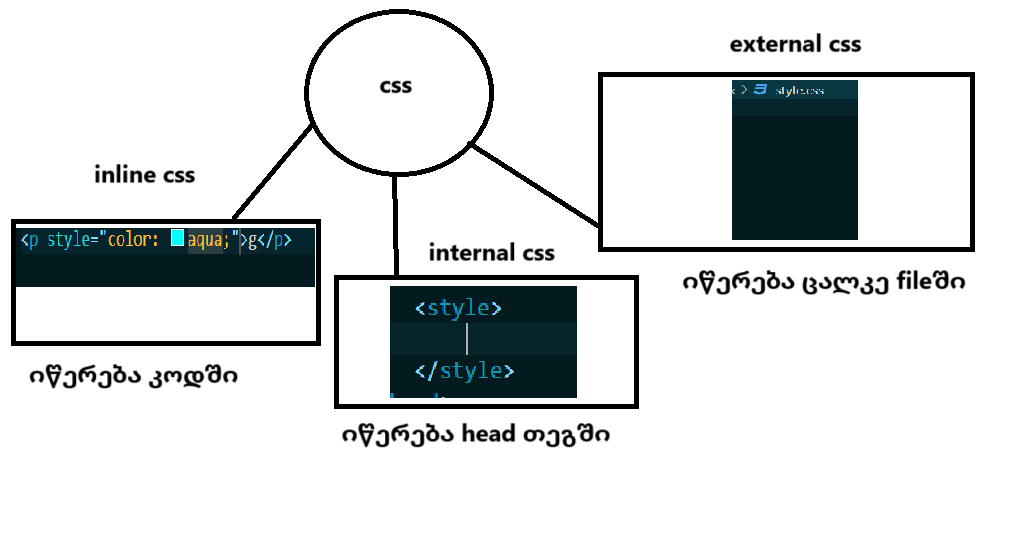 css
external css
style.css
იწერება ცალკე fileში
inline css
<p style="color: aqua;">g</p>
იწერება კოდში
internal css
<style>
</style>
იწერება head თეგში